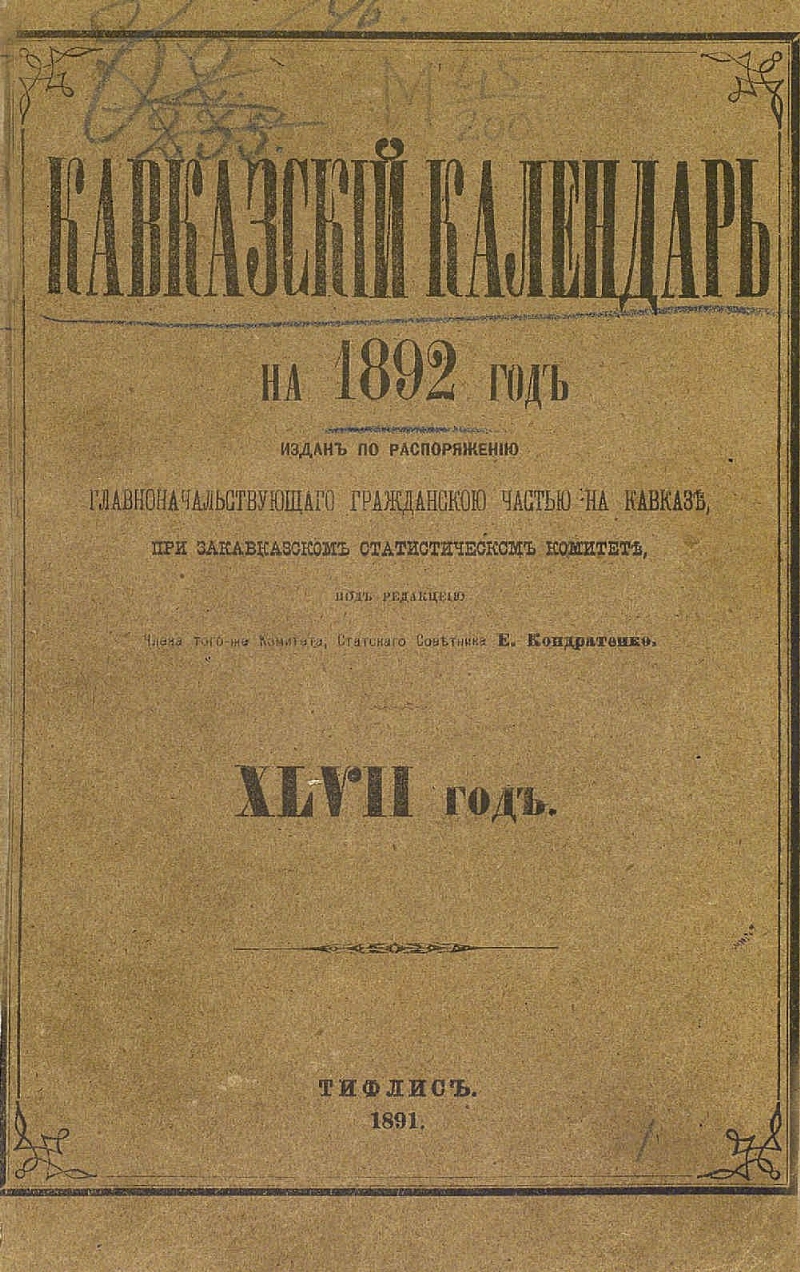 КАВКАЗСКІЙ КАЛЕНДАРЬ
НА 1892 ГОДЪ
ИЗДАНЪ ПО РАСПОРЯЖЕНІЮ
ГЛАВНОНАЧАЛЬСТВУЮЩАГО ГРАЖДАНСКОЮ ЧАСТЬЮ НА КАВКАЗѢ,
ПРИ ЗАКАВКАЗСКОМЪ СТАТИСТИЧЕСКОМЪ КОМИТЕТѢ,
ПОДЪ РЕДАКЦІЕЮ
Члена того-же Комитета, Статскаго Совѣтника Е. Кондратенко.
XLVII годъ.
ТИФЛИСЪ.
1891.